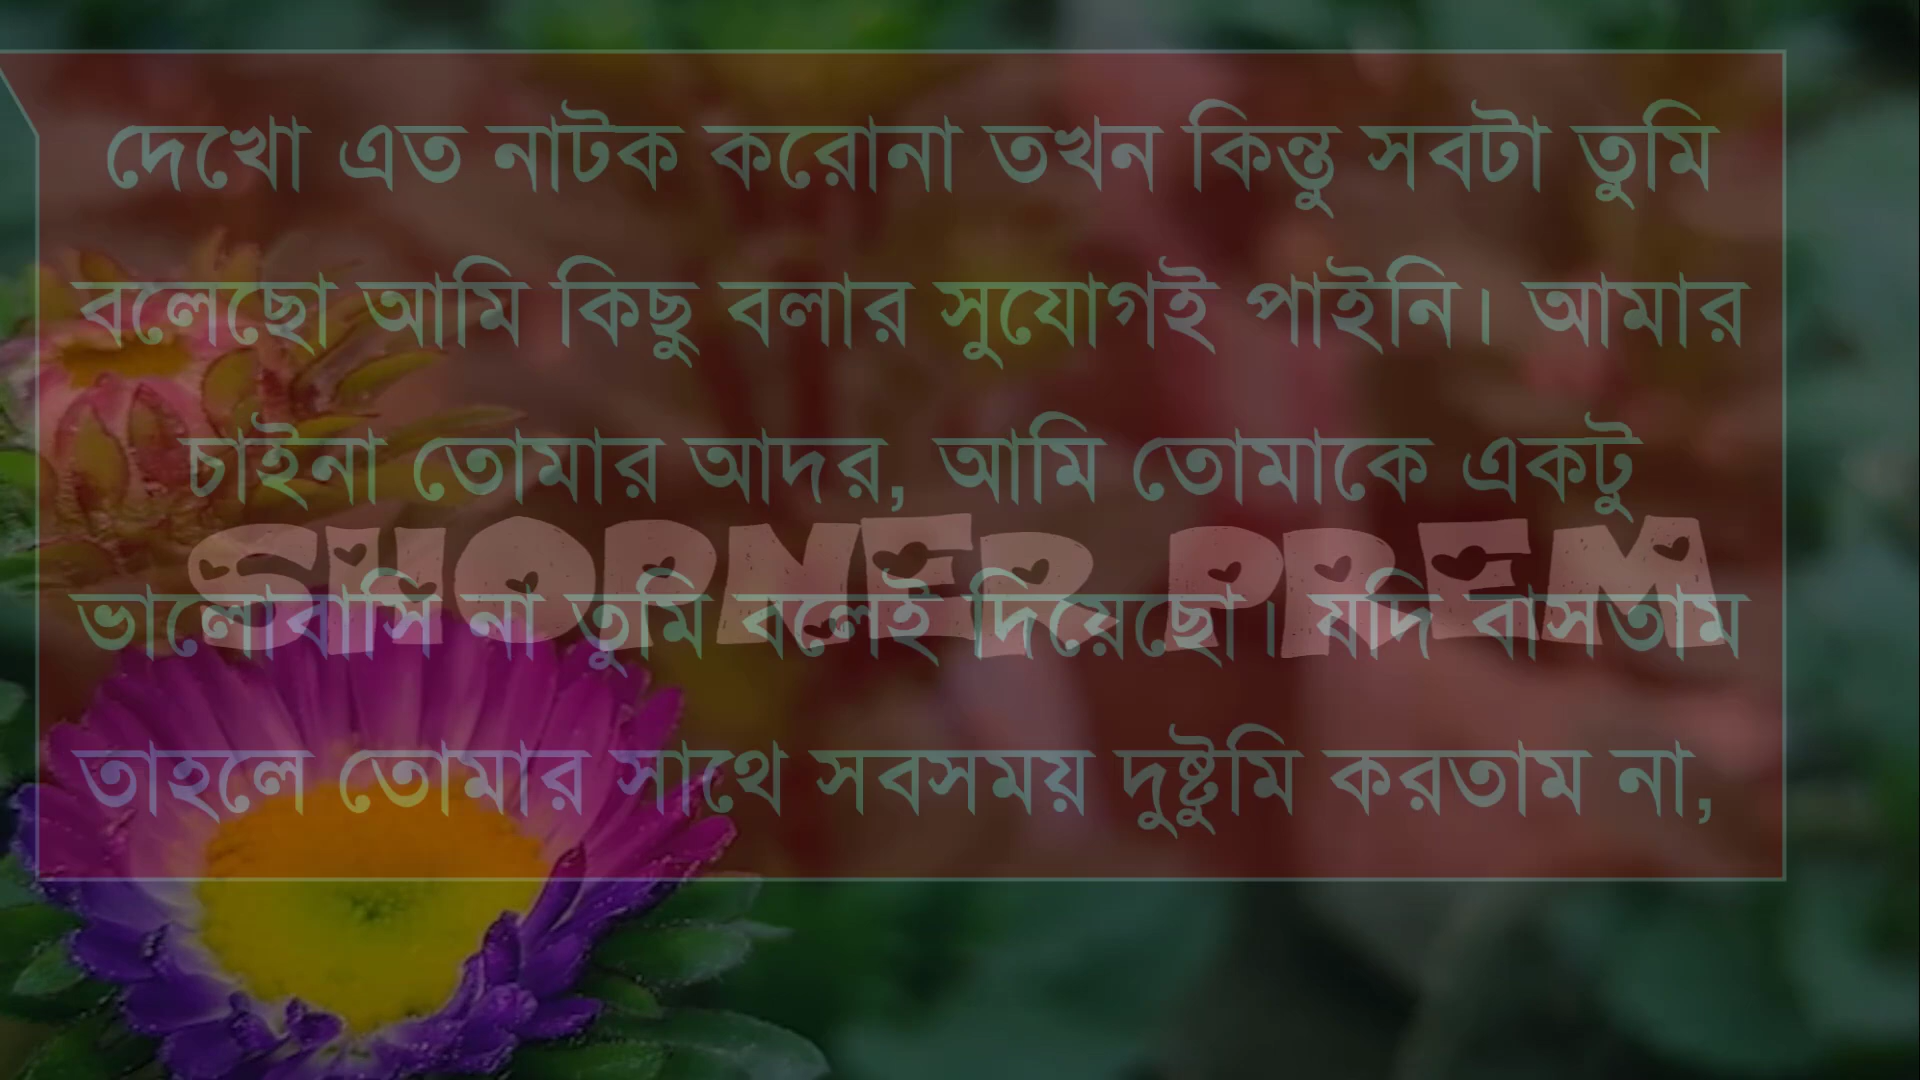 দেখো এত নাটক করোনা তখন কিন্তু সবটা তুমি
বলেছো আমি কিছু বলার সুযোগই পাইনি। আমার
চাইনা তোমার আদর, আমি তোমাকে একটু
SHOPNER PREM
ভালোবাসি না তুমি বলেই দিয়েছো। যদি বাসতাম
তাহলে তোমার সাথে সবসময় দুষ্টুমি করতাম না,